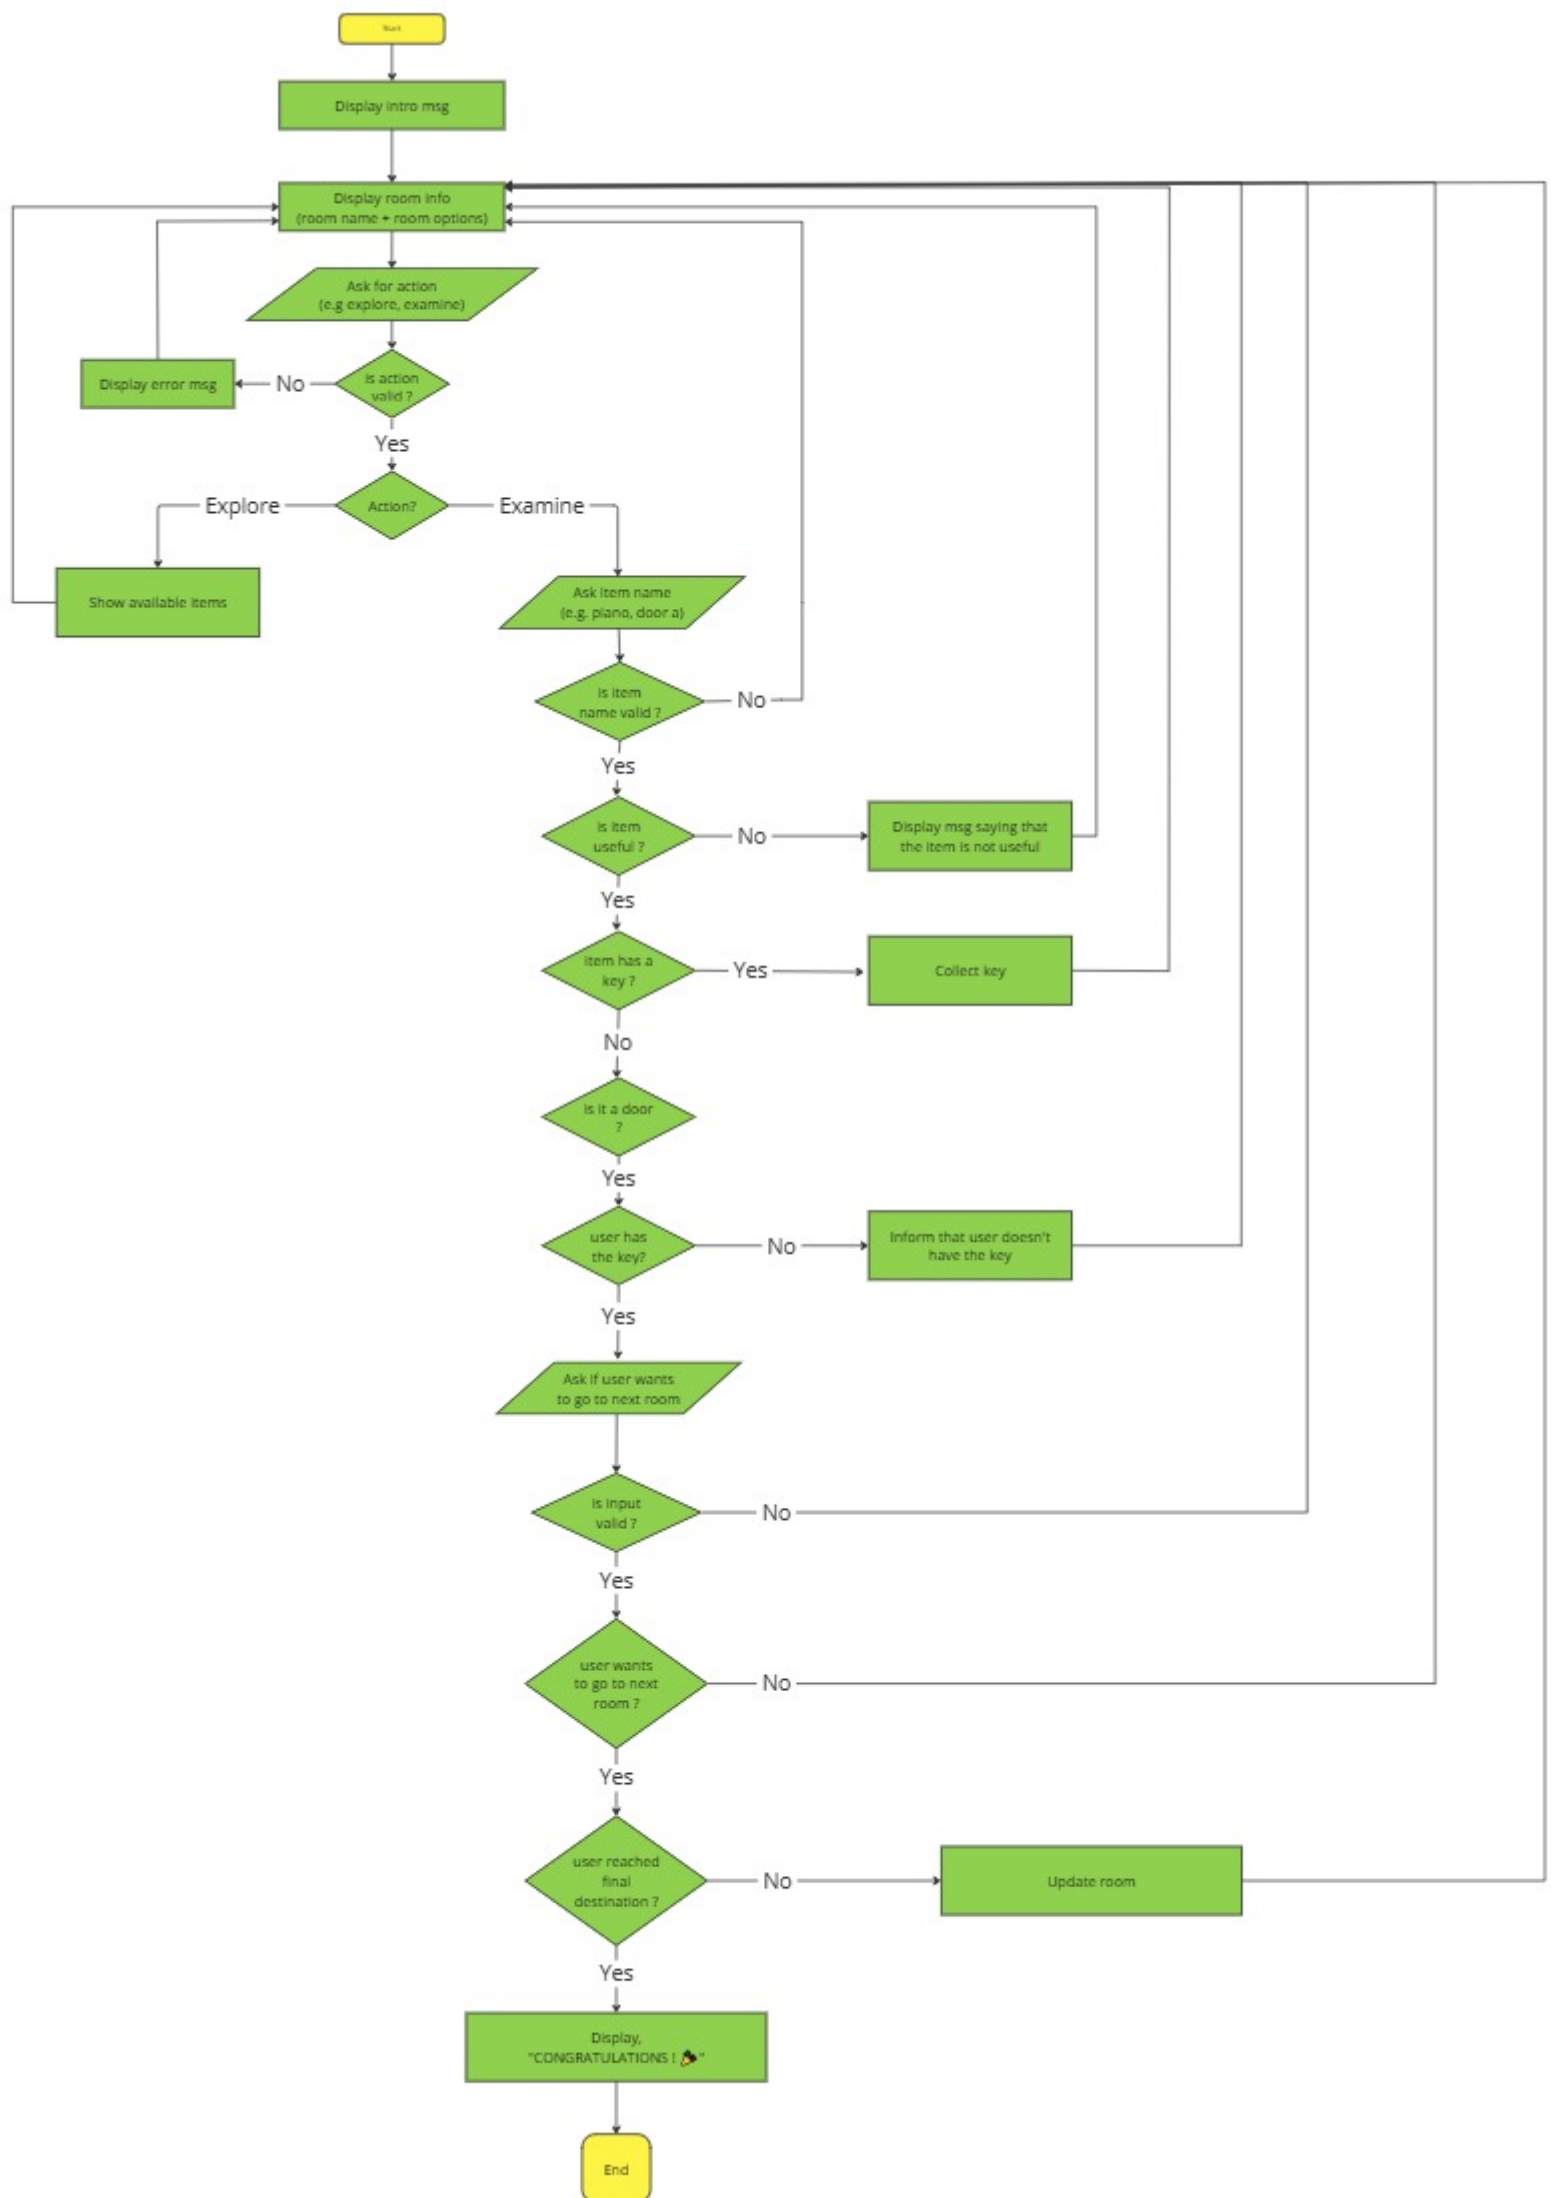 Start
Display intro msg
Display room info
(room name + room options)
Ask for action
(e.g explore, examine)
is action
valid ?
No
Display error msg
Yes
Action?
Explore
Examine
Show available items
Ask item name
(e.g. piano, door a)
is item
name valid ?
No
Yes
is item
useful ?
No
Display msg saying that
the item is not useful
Yes
item has a
key ?
Yes
Collect key
No
is it a door
?
Yes
user has
the key?
No
Inform that user doesn't
have the key
Yes
Ask if user wants
to go to next room
is input
valid ?
No
Yes
user wants
to go to next
room ?
No
Yes
user reached
final
destination ?
No
Update room
Yes
Display,
"CONGRATULATIONS ! 🎉"
End